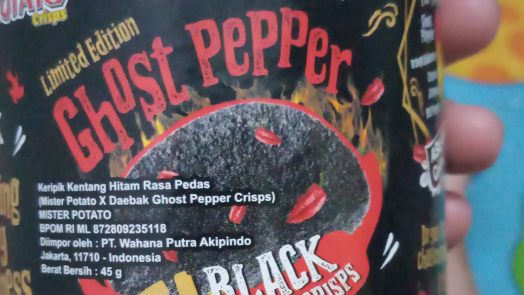 POTATO
Crisps
Limited Edition
Ghost Pepper
Keripik Kentang Hitam Rasa Pedas
(Mister Potato X Daebak Ghost Pepper Crisps)
MISTER POTATO
BPOM RI ML 872809235118
Diimpor oleh : PT. Wahana Putra Akipindo
Jakarta, 11710 - Indonesia
Berat Bersih : 45 g
BLACK
CRISPS